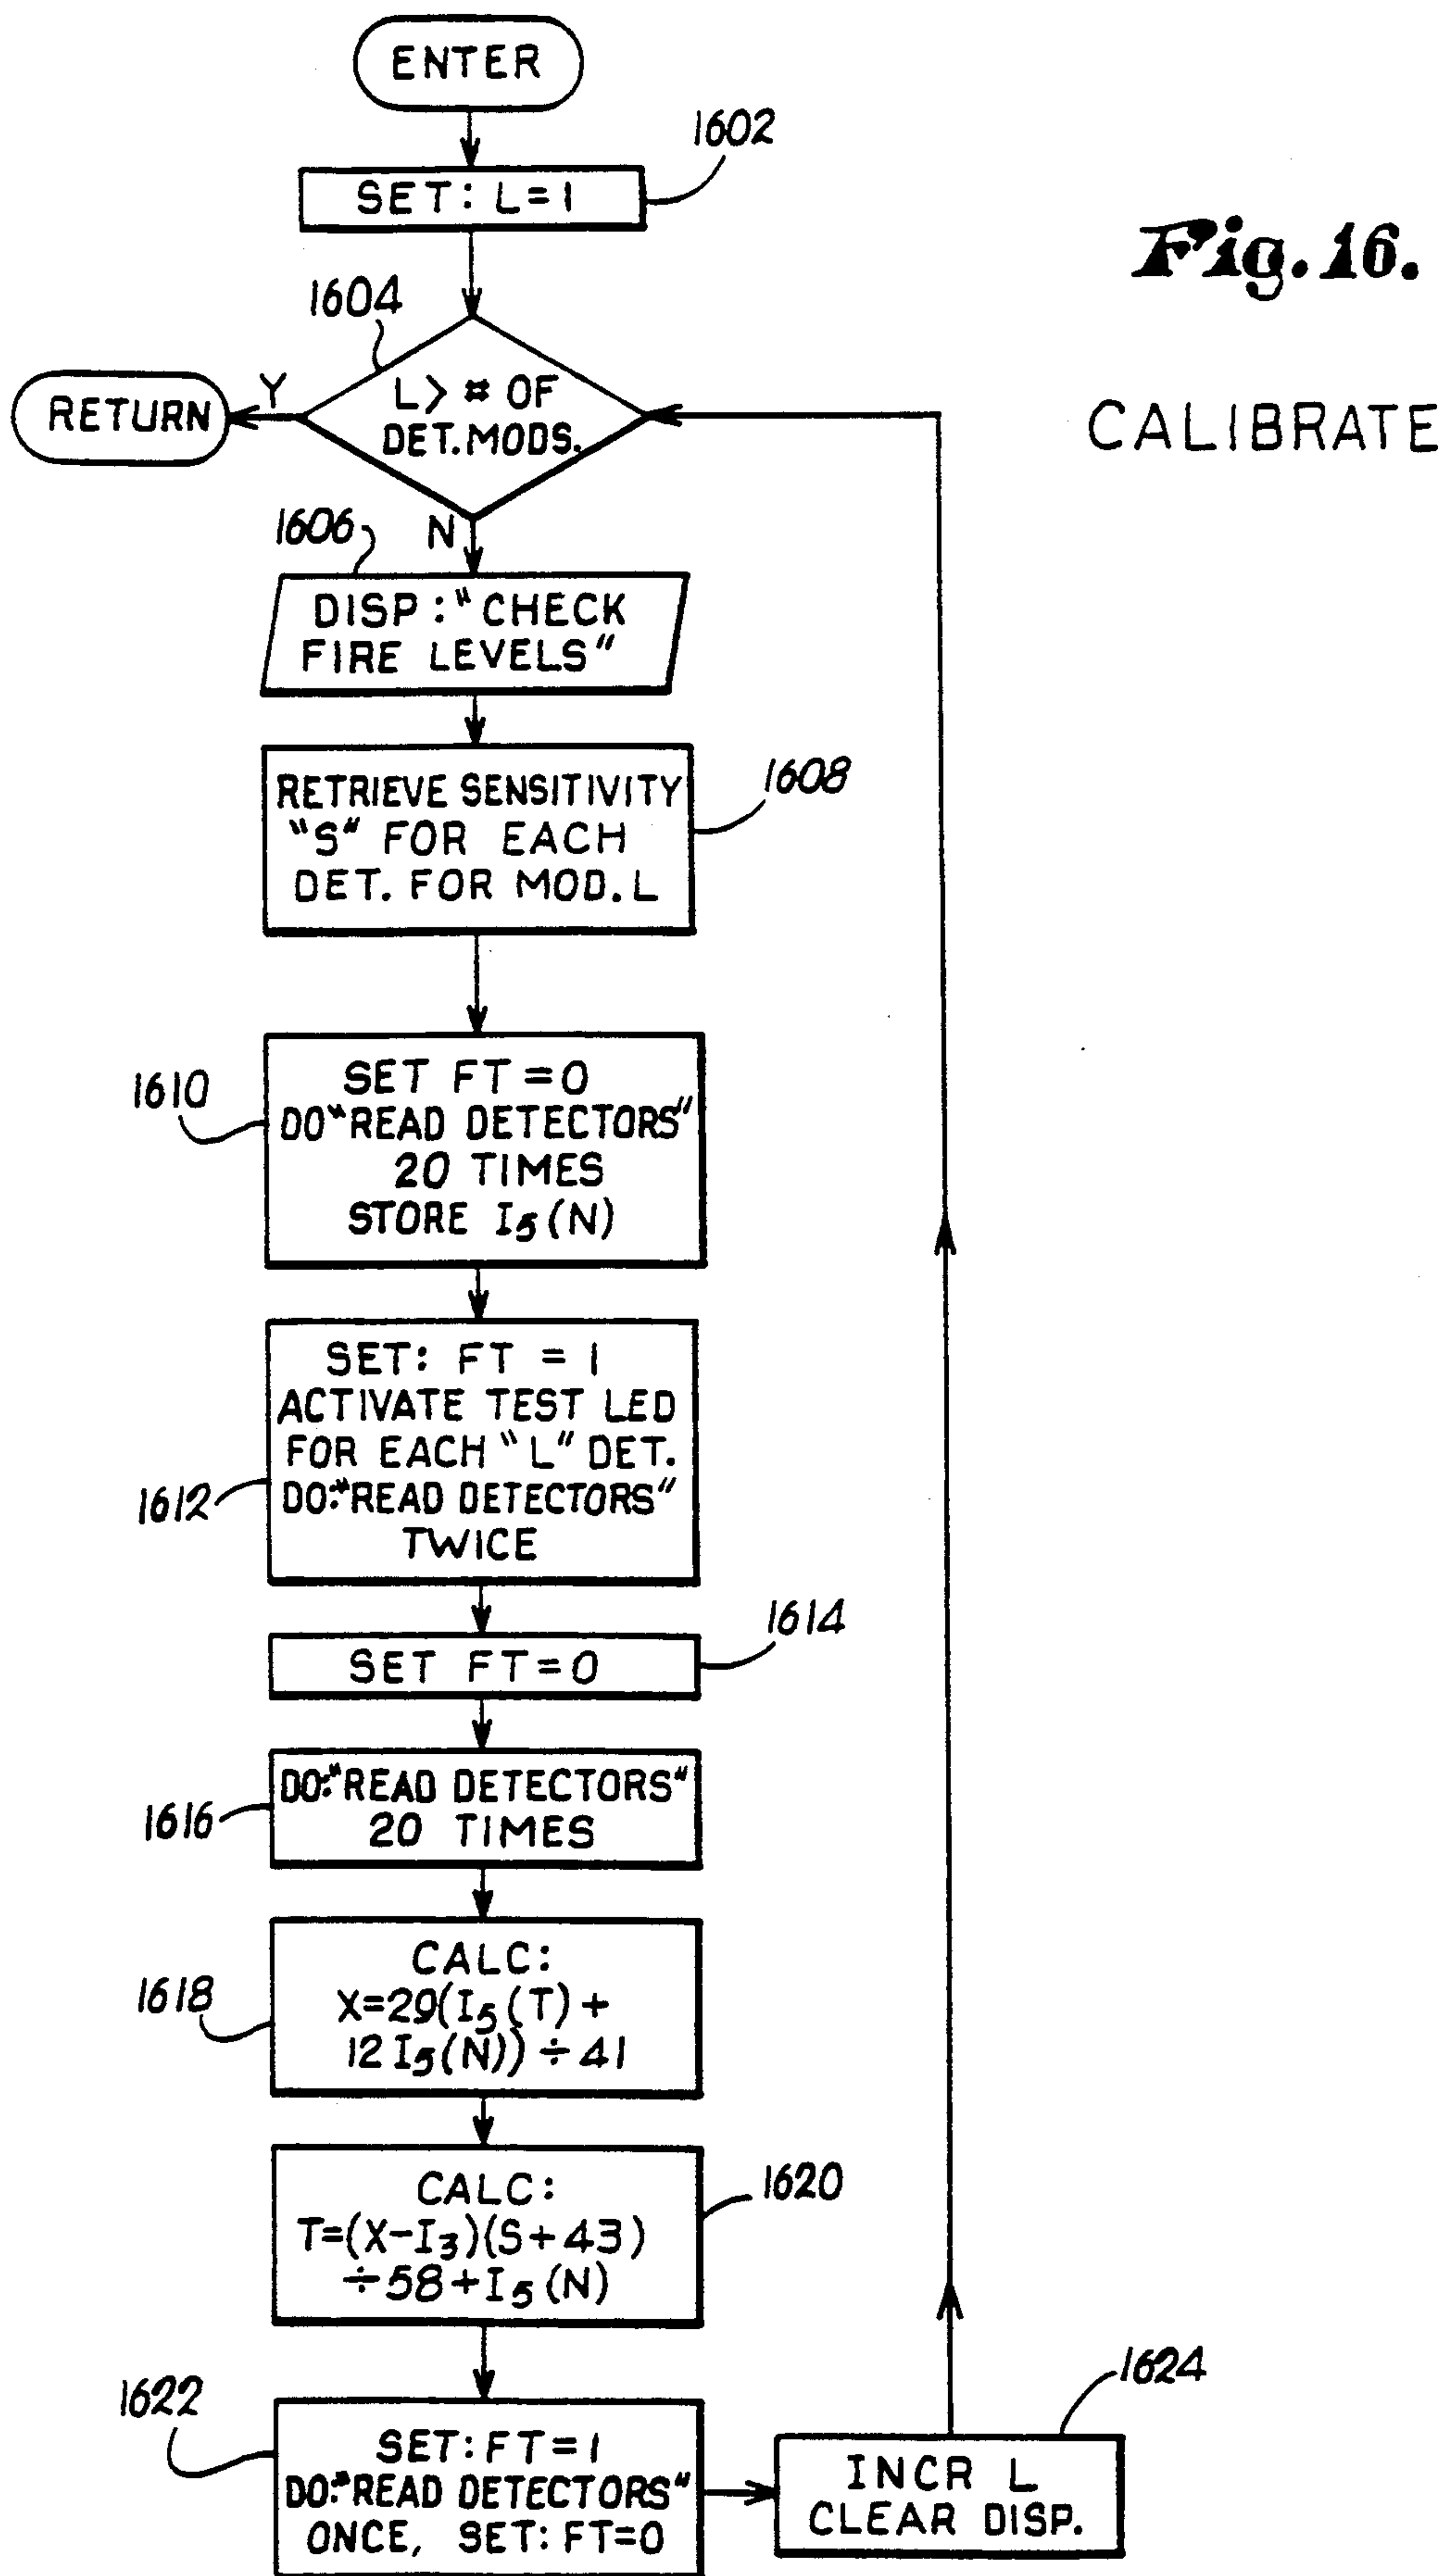 ENTER
1602
SET: L=1
Fig. 16.
CALIBRATE
1604
L> # OF
DET. MODS.
Y
RETURN
N
1606
DISP: "CHECK
FIRE LEVELS"
1608
RETRIEVE SENSITIVITY
"S" FOR EACH
DET. FOR MOD. L
1610
SET FT = 0
DO "READ DETECTORS"
20 TIMES
STORE I5 (N)
1612
SET: FT = 1
ACTIVATE TEST LED
FOR EACH "L" DET.
DO: "READ DETECTORS"
TWICE
1614
SET FT = 0
1616
DO: "READ DETECTORS"
20 TIMES
1618
CALC:
X=29(I5(T) +
12 I5(N)) ÷ 41
1620
CALC:
T=(X-I3)(S+43)
÷58+I5(N)
1622
SET: FT = 1
DO: "READ DETECTORS"
ONCE, SET: FT=0
1624
INCR L
CLEAR DISP.